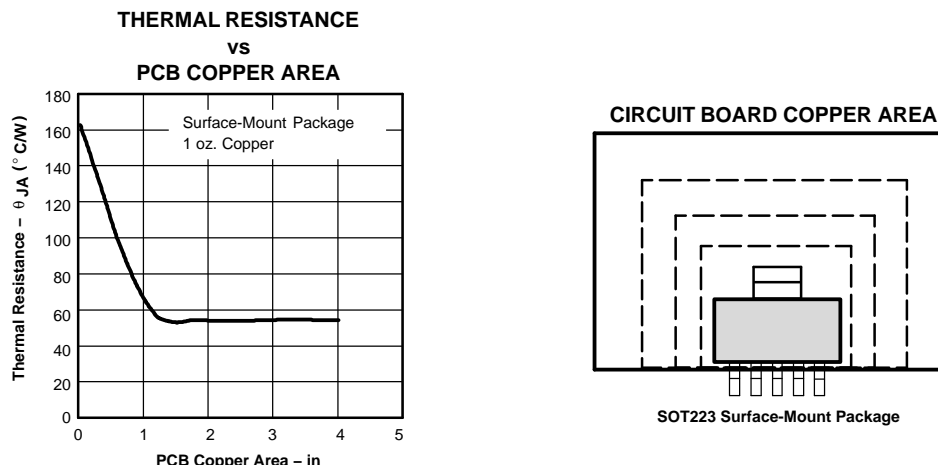 THERMAL RESISTANCE
vs
PCB COPPER AREA
180
160
140
120
100
80
60
40
20
0
Thermal Resistance – θJA (°C/W)
Surface-Mount Package
1 oz. Copper
0 1 2 3 4 5
PCB Copper Area – in
CIRCUIT BOARD COPPER AREA
SOT223 Surface-Mount Package